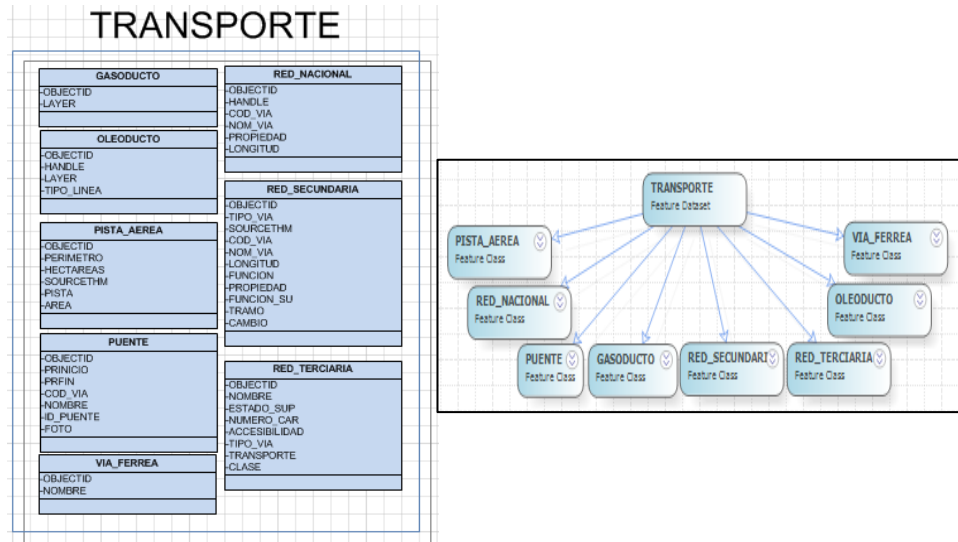 TRANSPORTE
GASODUCTO
-OBJECTID
-LAYER
OLEODUCTO
-OBJECTID
-HANDLE
-LAYER
-TIPO_LINEA
PISTA_AEREA
-OBJECTID
-PERIMETRO
-HECTAREAS
-SOURCETHM
-PISTA
-AREA
PUENTE
-OBJECTID
-PRINICIO
-PRFIN
-COD_VIA
-NOMBRE
-ID_PUENTE
-FOTO
VIA_FERREA
-OBJECTID
-NOMBRE
RED_NACIONAL
-OBJECTID
-HANDLE
-COD_VIA
-NOM_VIA
-PROPIEDAD
-LONGITUD
RED_SECUNDARIA
-OBJECTID
-TIPO_VIA
-SOURCETHM
-COD_VIA
-NOM_VIA
-LONGITUD
-FUNCION
-PROPIEDAD
-FUNCION_SU
-TRAMO
-CAMBIO
RED_TERCIARIA
-OBJECTID
-NOMBRE
-ESTADO_SUP
-NUMERO_CAR
-ACCESIBILIDAD
-TIPO_VIA
-TRANSPORTE
-CLASE
TRANSPORTE
Feature Dataset
PISTA_AEREA
Feature Class
VIA_FERREA
Feature Class
RED_NACIONAL
Feature Class
OLEODUCTO
Feature Class
PUENTE
Feature Class
GASODUCTO
Feature Class
RED_SECUNDARI
Feature Class
RED_TERCIARIA
Feature Class